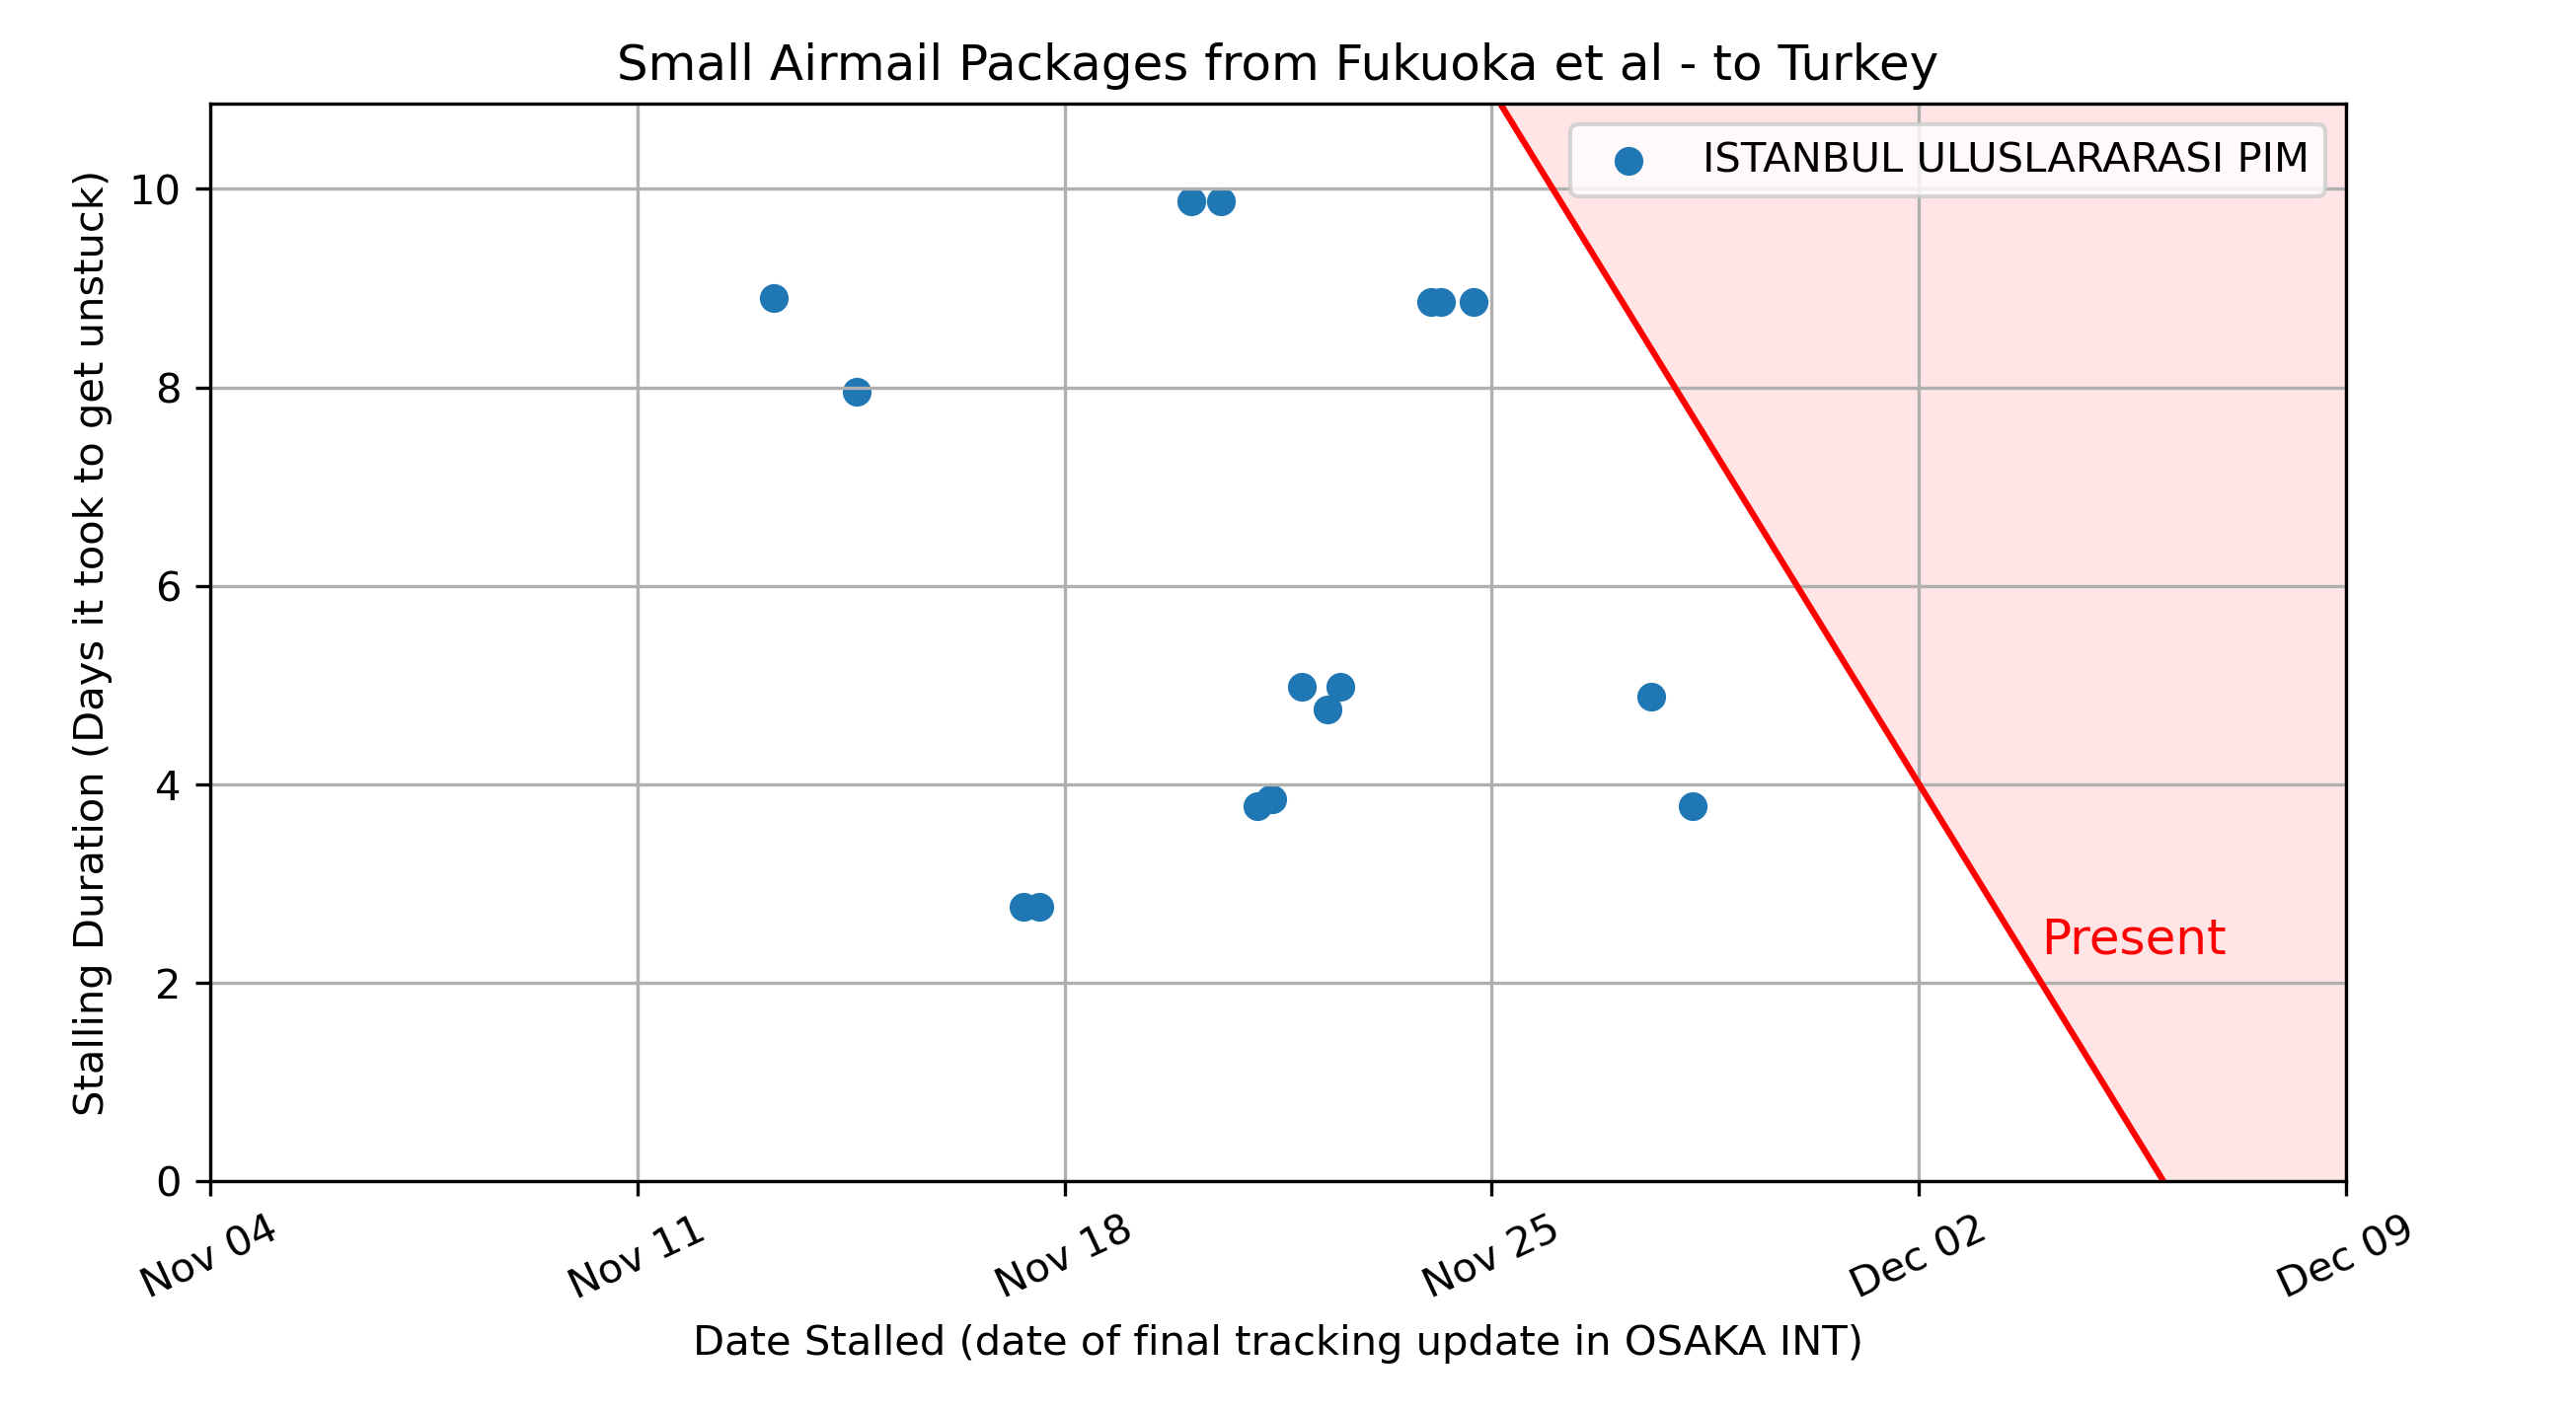 Small Airmail Packages from Fukuoka et al - to Turkey
ISTANBUL ULUSLARARASI PIM
Stalling Duration (Days it took to get unstuck)
10
8
6
4
2
0
Present
Nov 04
Nov 11
Nov 18
Nov 25
Dec 02
Dec 09
Date Stalled (date of final tracking update in OSAKA INT)